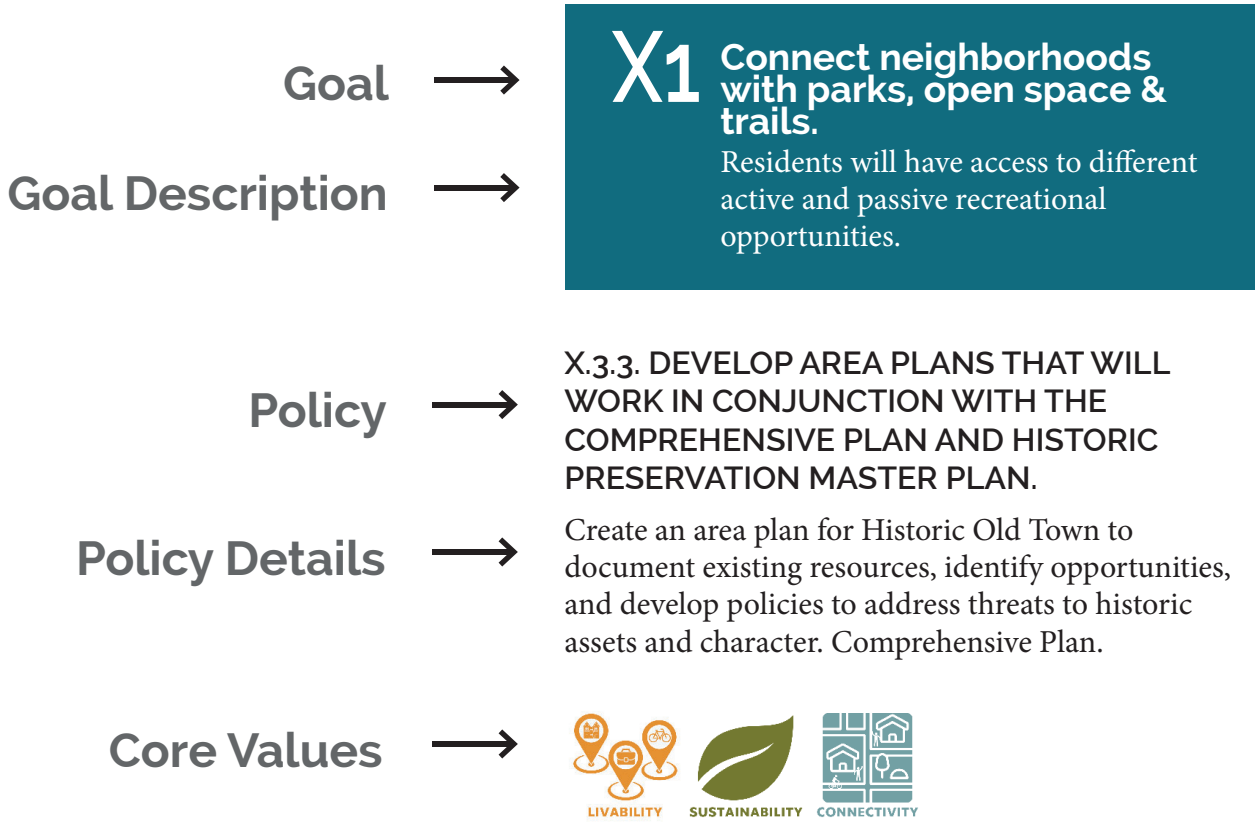 Goal
X1
Connect neighborhoods
with parks, open space &
trails.
Goal Description
Residents will have access to different
active and passive recreational
opportunities.
Policy
X.3.3. DEVELOP AREA PLANS THAT WILL
WORK IN CONJUNCTION WITH THE
COMPREHENSIVE PLAN AND HISTORIC
PRESERVATION MASTER PLAN.
Policy Details
Create an area plan for Historic Old Town to
document existing resources, identify opportunities,
and develop policies to address threats to historic
assets and character. Comprehensive Plan.
Core Values
LIVABILITY
SUSTAINABILITY
CONNECTIVITY